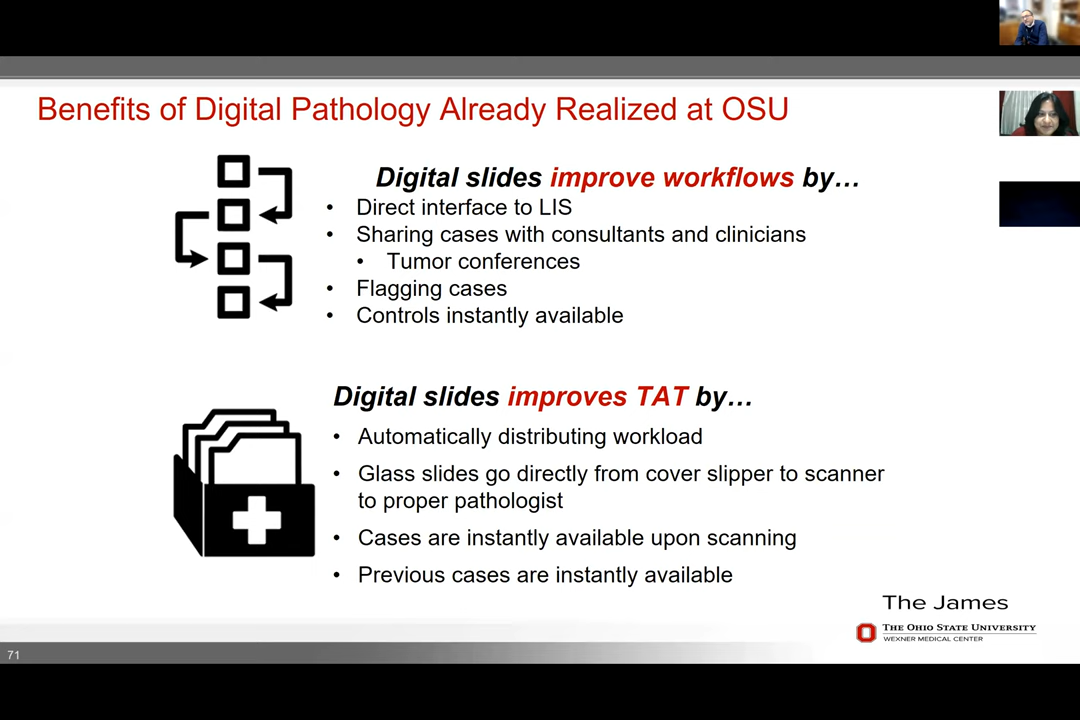 Benefits of Digital Pathology Already Realized at OSU
Digital slides improve workflows by…
• Direct interface to LIS
• Sharing cases with consultants and clinicians
• Tumor conferences
• Flagging cases
• Controls instantly available
Digital slides improves TAT by…
• Automatically distributing workload
• Glass slides go directly from cover slipper to scanner
to proper pathologist
• Cases are instantly available upon scanning
• Previous cases are instantly available
The James
THE OHIO STATE UNIVERSITY
WEXNER MEDICAL CENTER
71